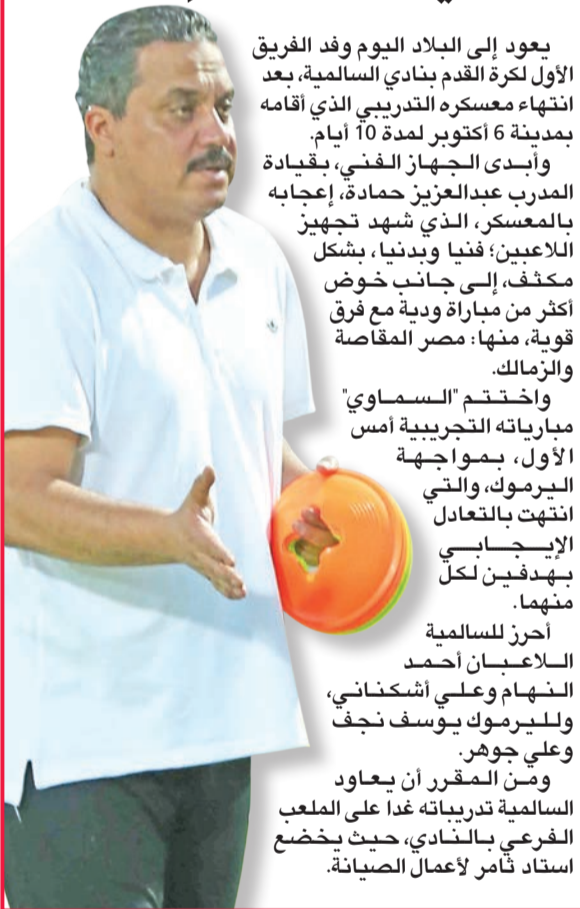 يعود إلى البلاد اليوم وفد الفريق
الأول لكرة القدم بنادي السالمية، بعد
انتهاء معسكره التدريبي الذي أقامه
بمدينة 6 أكتوبر لمدة 10 أيام.
وأبدى الجهاز الفني، بقيادة
المدرب عبدالعزيز حمادة، إعجابه
بالمعسكر، الذي شهد تجهيز
اللاعبين؛ فنيا وبدنيا، بشكل
مكثف، إلى جانب خوض
أكثر من مباراة ودية مع فرق
قوية، منها: مصر المقاصة
والزمالك.
واختتم "السماوي"
مبارياته التجريبية أمس
الأول، بمواجهة
اليرموك، والتي
انتهت بالتعادل
الإيجابي
بهدفين لكل
منهما.
أحرز للسالمية
اللاعبان أحمد
النهام وعلي أشكناني،
ولليرموك يوسف نجف
وعلي جوهر.
ومن المقرر أن يعاود
السالمية تدريباته غدا على الملعب
الفرعي بالنادي، حيث يخضع
استاد ثامر لأعمال الصيانة.